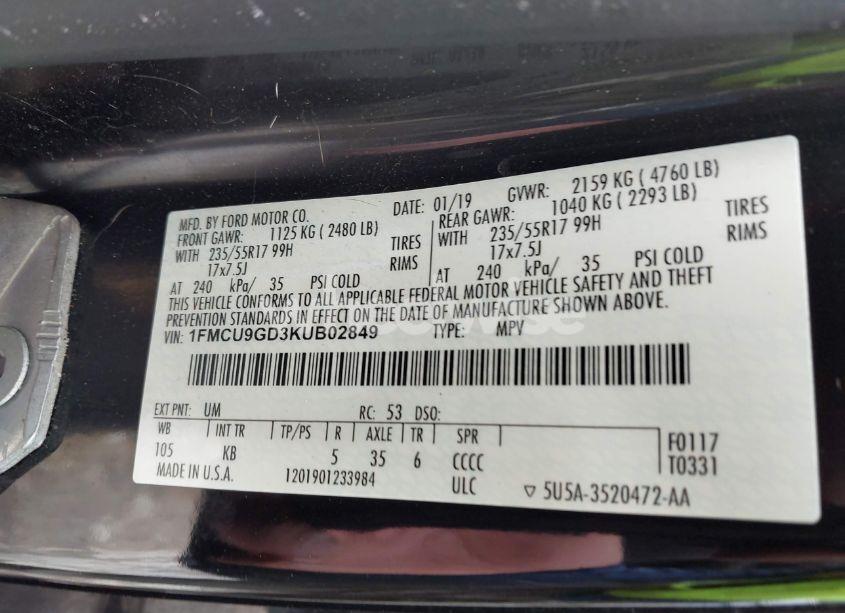 MFD. BY FORD MOTOR CO. DATE: 01/19 GVWR: 2159 KG ( 4760 LB)
FRONT GAWR: 1125 KG ( 2480 LB) REAR GAWR: 1040 KG ( 2293 LB)
WITH 235/55R17 99H TIRES WITH 235/55R17 99H TIRES
17x7.5J RIMS 17x7.5J RIMS
AT 240 kPa/ 35 PSI COLD AT 240 kPa/ 35 PSI COLD
THIS VEHICLE CONFORMS TO ALL APPLICABLE FEDERAL MOTOR VEHICLE SAFETY AND THEFT
PREVENTION STANDARDS IN EFFECT ON THE DATE OF MANUFACTURE SHOWN ABOVE.
VIN: 1FMCU9GD3KUB02849 TYPE: MPV
EXT PNT: UM RC: 53 DSO:
WB INT TR TP/PS R AXLE TR SPR F0117
105 KB 5 35 6 CCCC T0331
MADE IN U.S.A. 1201901233984 ULC ▽ 5U5A-3520472-AA